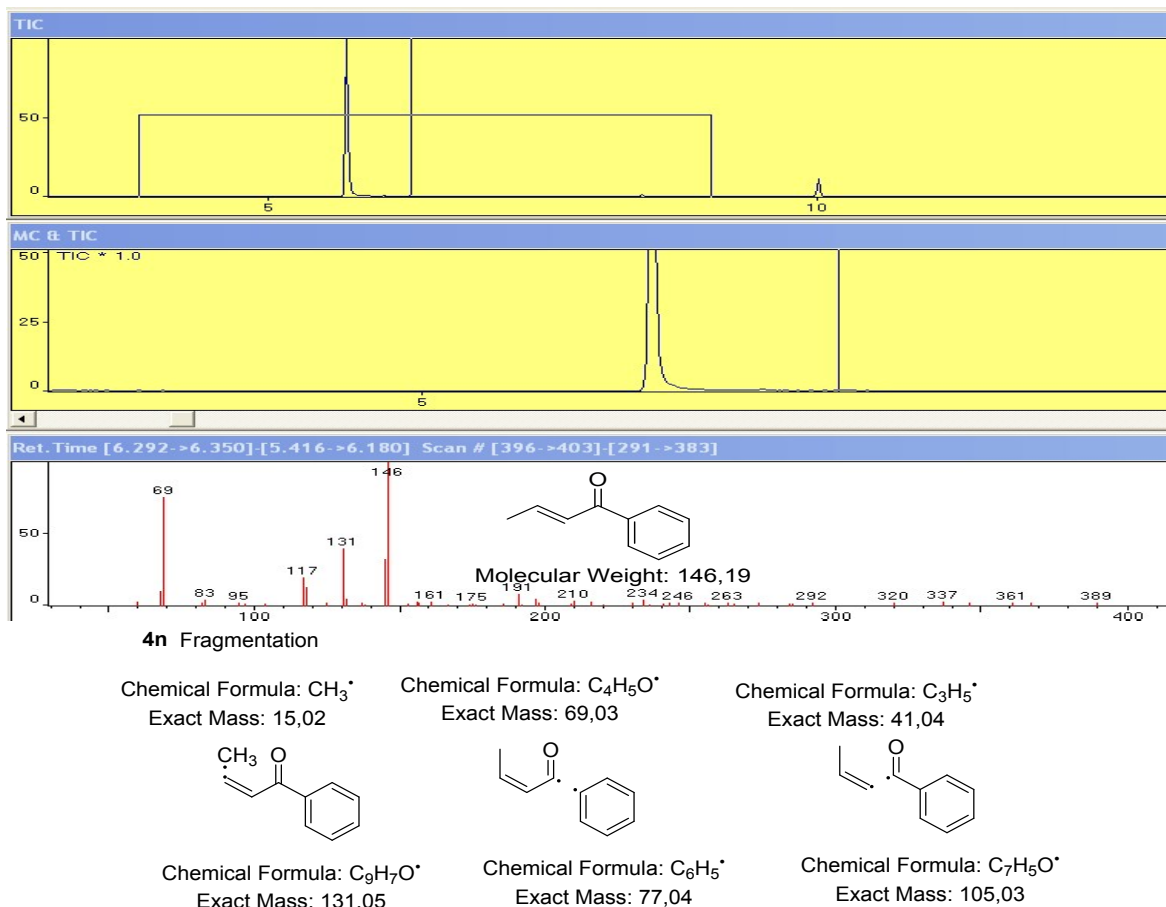 TIC
50
0
5
10
MC & TIC
50
TIC * 1.0
25
0
5
Ret.Time [6.292->6.350]-[5.416->6.180] Scan # [396->403]-[291->383]
146
69
O
50
131
117
Molecular Weight: 146,19
83 95 161 175 191 210 234 246 263 292 320 337 361 389
0
100 200 300 400
4n Fragmentation
Chemical Formula: CH₃• Chemical Formula: C₄H₅O• Chemical Formula: C₃H₅•
Exact Mass: 15,02 Exact Mass: 69,03 Exact Mass: 41,04
CH₃ O O O
Chemical Formula: C₉H₇O• Chemical Formula: C₆H₅• Chemical Formula: C₇H₅O•
Exact Mass: 131,05 Exact Mass: 77,04 Exact Mass: 105,03